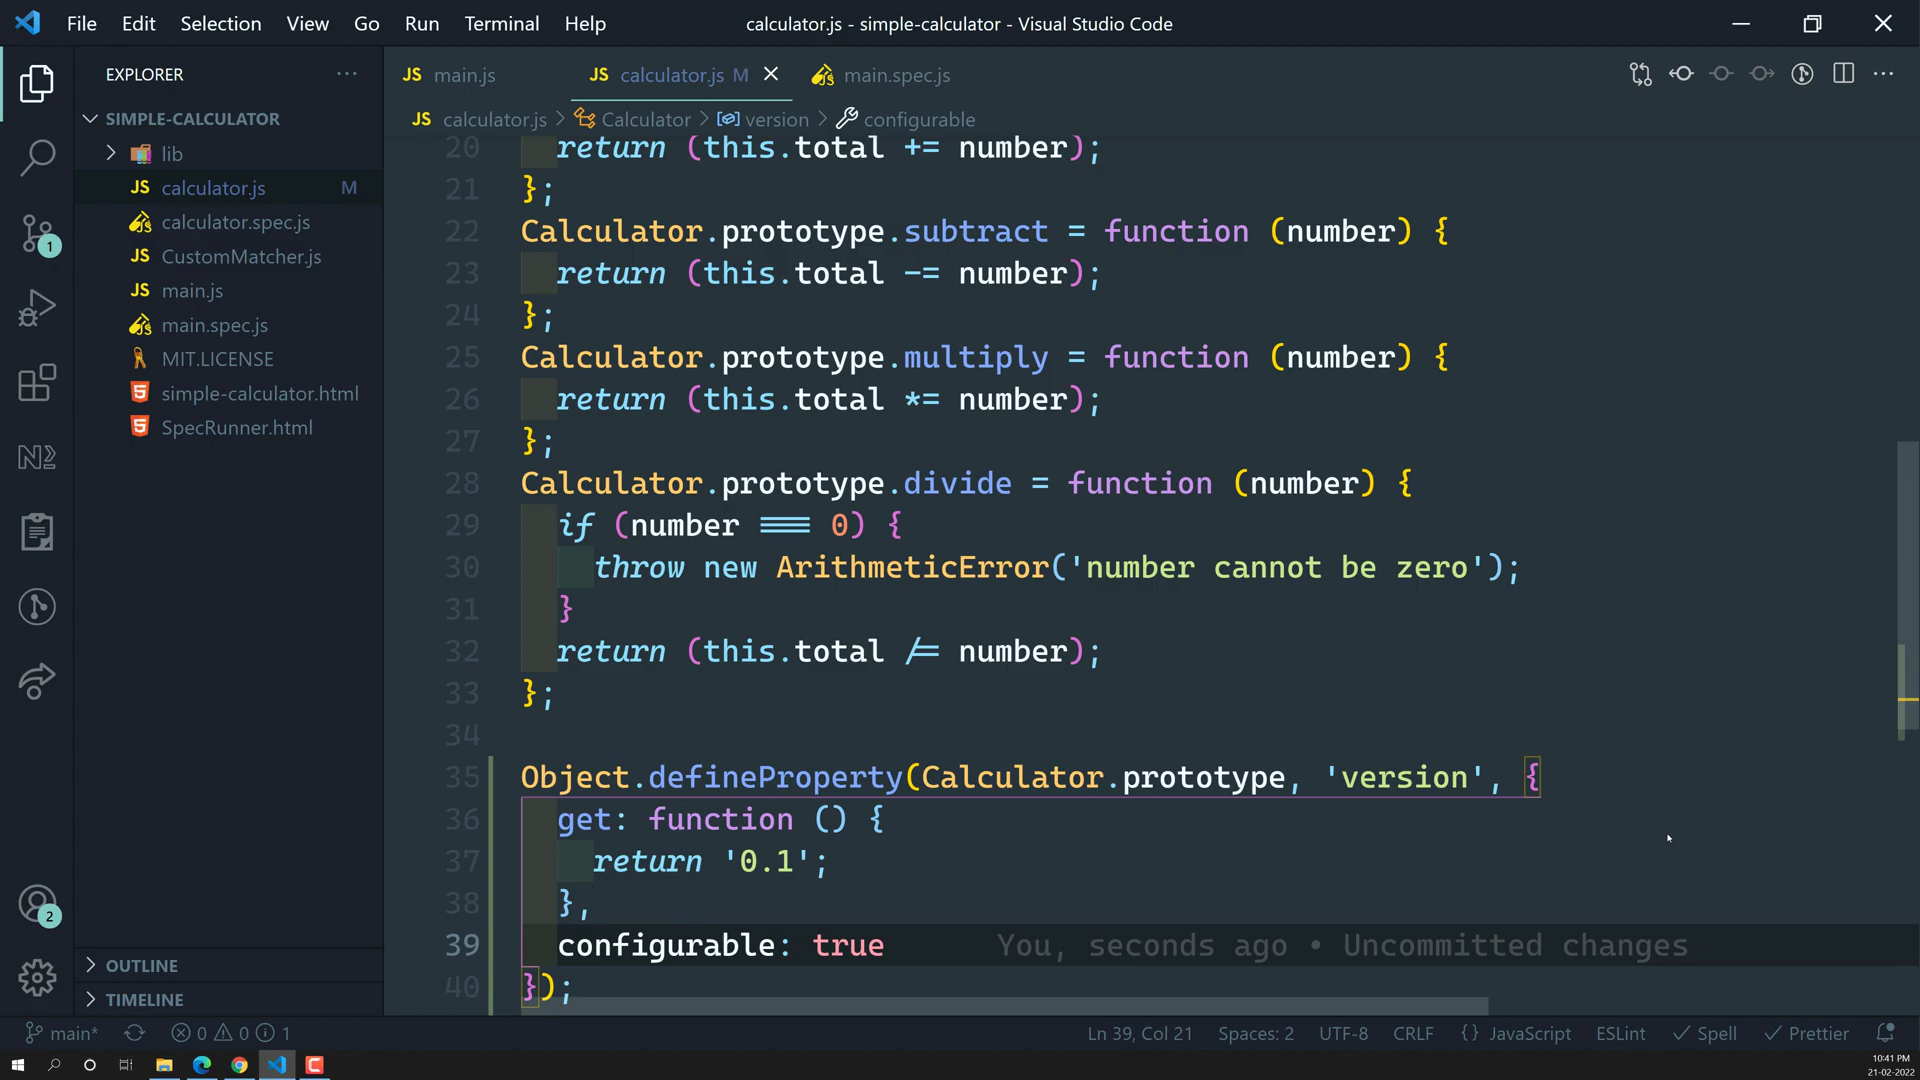 File Edit Selection View Go Run Terminal Help
calculator.js - simple-calculator - Visual Studio Code
EXPLORER
SIMPLE-CALCULATOR
lib
JS calculator.js M
calculator.spec.js
JS CustomMatcher.js
JS main.js
main.spec.js
MIT.LICENSE
simple-calculator.html
SpecRunner.html
OUTLINE
TIMELINE
1
2
JS main.js JS calculator.js M main.spec.js
JS calculator.js > Calculator > version > configurable
20 return (this.total += number);
21 };
22 Calculator.prototype.subtract = function (number) {
23 return (this.total -= number);
24 };
25 Calculator.prototype.multiply = function (number) {
26 return (this.total *= number);
27 };
28 Calculator.prototype.divide = function (number) {
29 if (number === 0) {
30 throw new ArithmeticError('number cannot be zero');
31 }
32 return (this.total /= number);
33 };
34
35 Object.defineProperty(Calculator.prototype, 'version', {
36 get: function () {
37 return '0.1';
38 },
39 configurable: true You, seconds ago • Uncommitted changes
40 });
main* 0 0 1 Ln 39, Col 21 Spaces: 2 UTF-8 CRLF {} JavaScript ESLint Spell Prettier
10:41 PM
21-02-2022